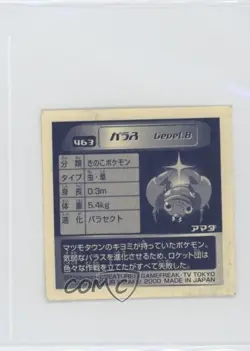 463 パラス Level.8
分類 きのこポケモン
タイプ 虫・草
身長 0.3m
体重 5.4kg
進化 パラセクト
アマダ
マツモタウンのキヨミが持っていたポケモン。
気弱なパラスを進化させるため、ロケット団は
色々な作戦を立てたがすべて失敗した。
CREATURES・GAMEFREAK・TV TOKYO
2000 MADE IN JAPAN